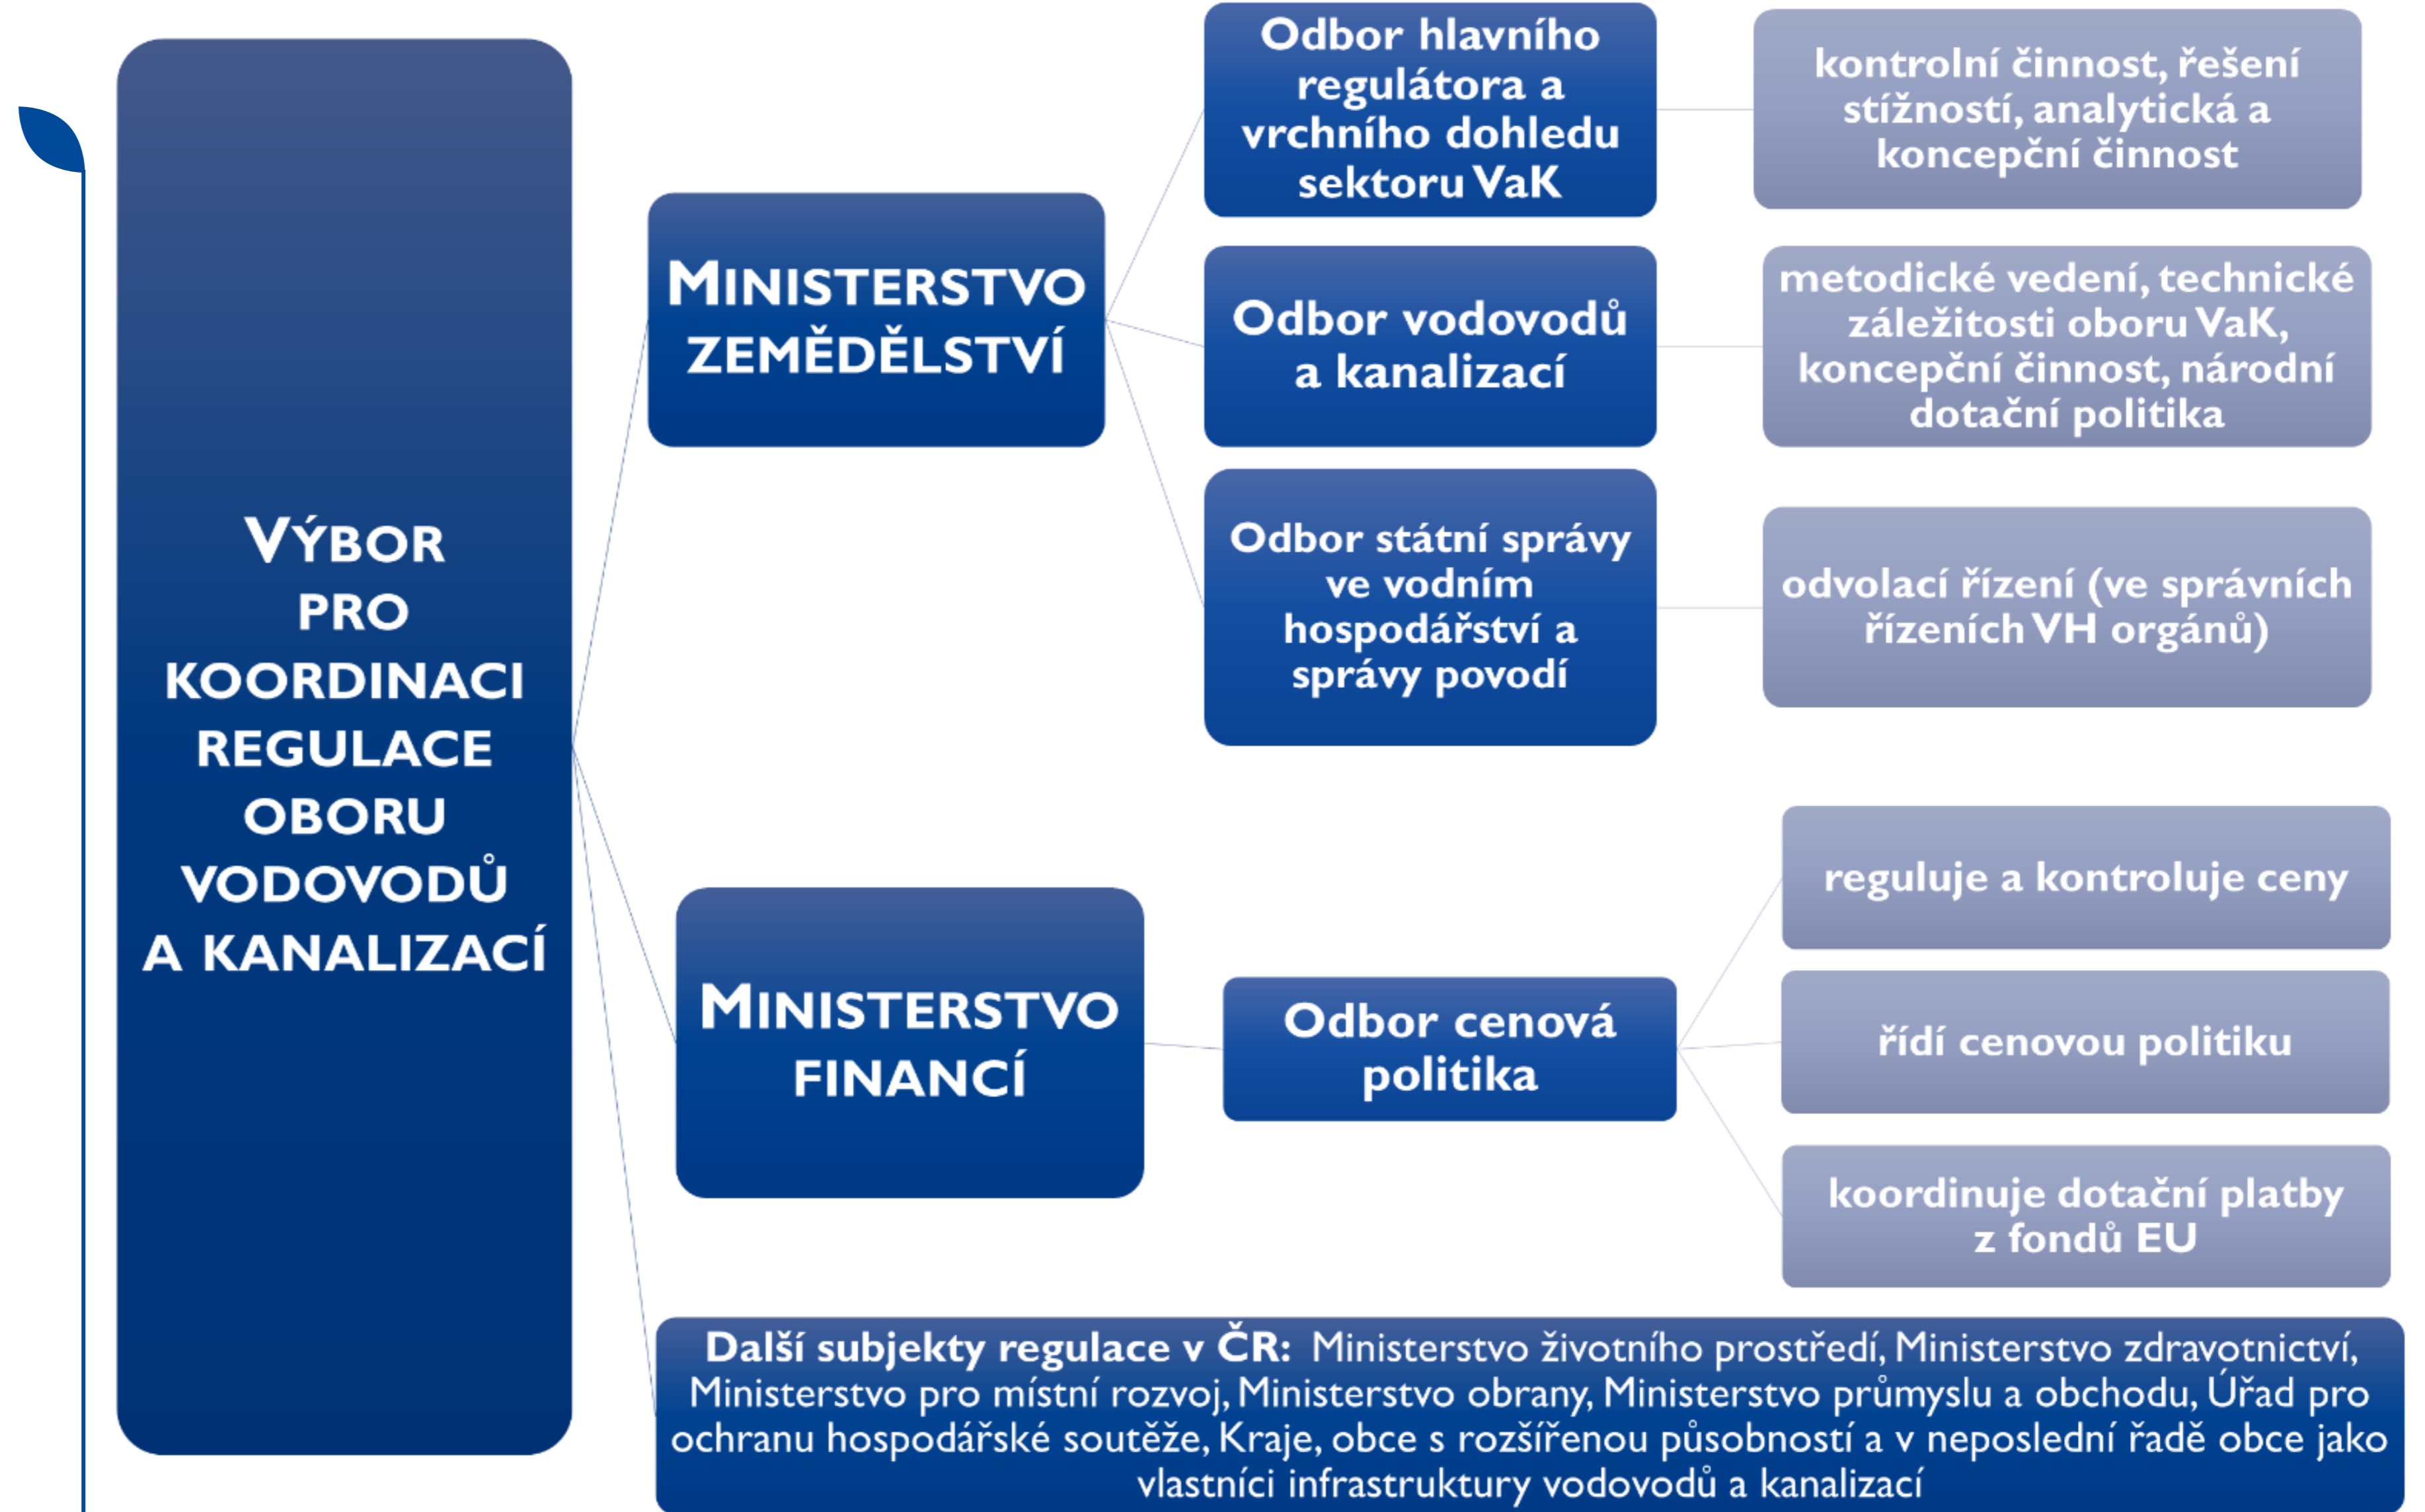 VÝBOR
PRO
KOORDINACI
REGULACE
OBORU
VODOVODŮ
A KANALIZACÍ
MINISTERSTVO
ZEMĚDĚLSTVÍ
Odbor hlavního
regulátora a
vrchního dohledu
sektoru VaK
kontrolní činnost, řešení
stížností, analytická a
koncepční činnost
Odbor vodovodů
a kanalizací
metodické vedení, technické
záležitosti oboru VaK,
koncepční činnost, národní
dotační politika
Odbor státní správy
ve vodním
hospodářství a
správy povodí
odvolací řízení (ve správních
řízeních VH orgánů)
MINISTERSTVO
FINANCÍ
Odbor cenová
politika
reguluje a kontroluje ceny
řídí cenovou politiku
koordinuje dotační platby
z fondů EU
Další subjekty regulace v ČR: Ministerstvo životního prostředí, Ministerstvo zdravotnictví,
Ministerstvo pro místní rozvoj, Ministerstvo obrany, Ministerstvo průmyslu a obchodu, Úřad pro
ochranu hospodářské soutěže, Kraje, obce s rozšířenou působností a v neposlední řadě obce jako
vlastníci infrastruktury vodovodů a kanalizací